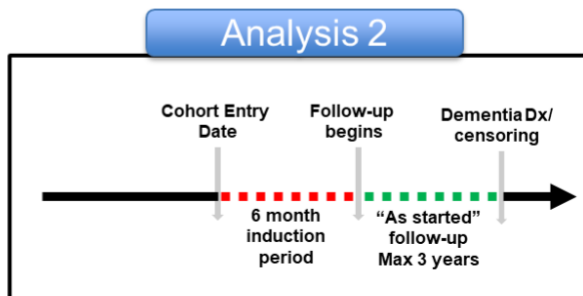 Analysis 2
Cohort Entry
Date
Follow-up
begins
Dementia Dx/
censoring
6 month
induction
period
“As started”
follow-up
Max 3 years